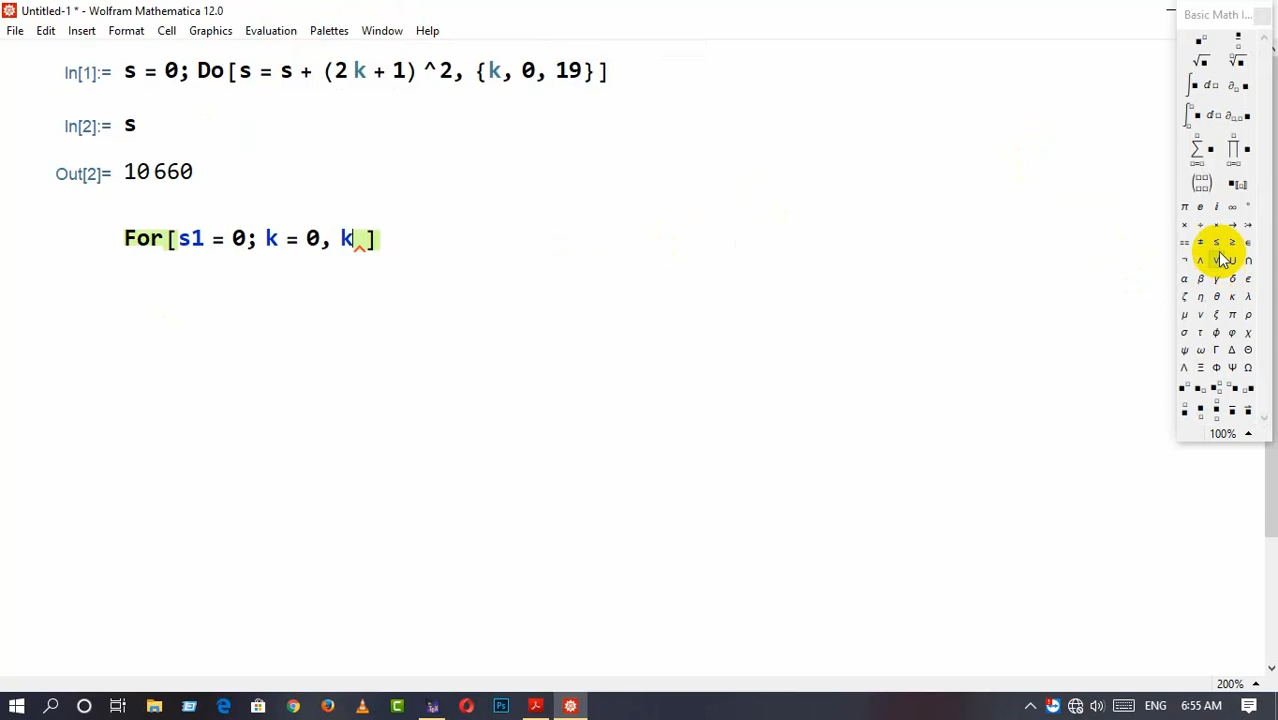 Untitled-1 * - Wolfram Mathematica 12.0
File Edit Insert Format Cell Graphics Evaluation Palettes Window Help
In[1]:= s = 0; Do[s = s + (2 k + 1) ^2, {k, 0, 19}]
In[2]:= s
Out[2]= 10 660
For[s1 = 0; k = 0, k ]
Basic Math I...
π e i ∞ °
× ÷ × →
== ≠ ≤ ≥ ∈
¬ ∧ ∨ ∪ ∩
α β γ δ ϵ
ζ η θ κ λ
μ ν ξ π ρ
σ τ ϕ φ χ
ψ ω Γ Δ Θ
Λ Ξ Φ Ψ Ω
100%
200%
ENG 6:55 AM